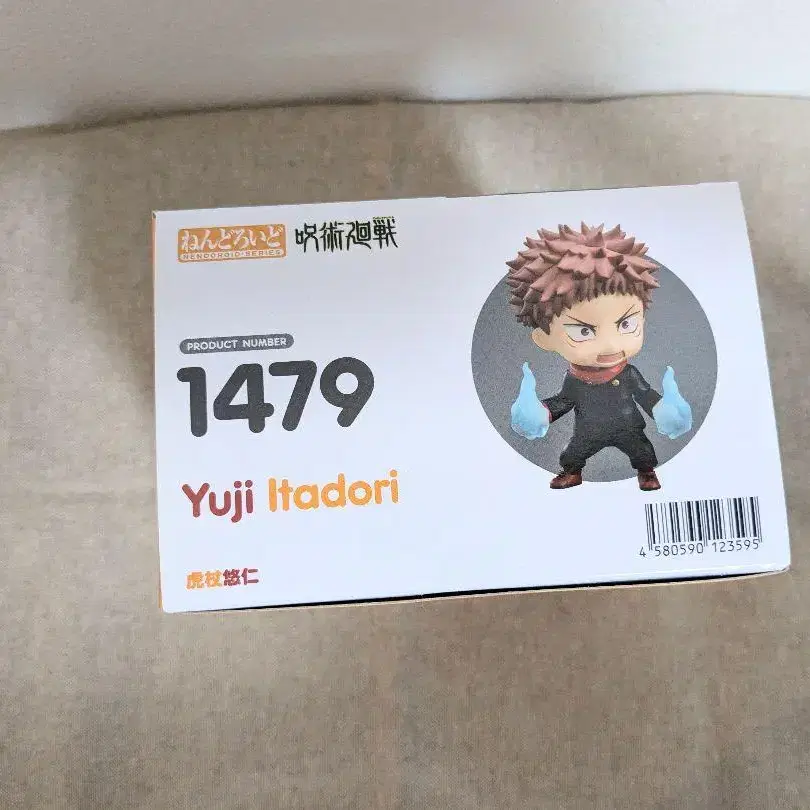 ねんどろいど
NENDOROID SERIES
呪術廻戦
PRODUCT NUMBER
1479
Yuji Itadori
虎杖悠仁
4 580590 123595